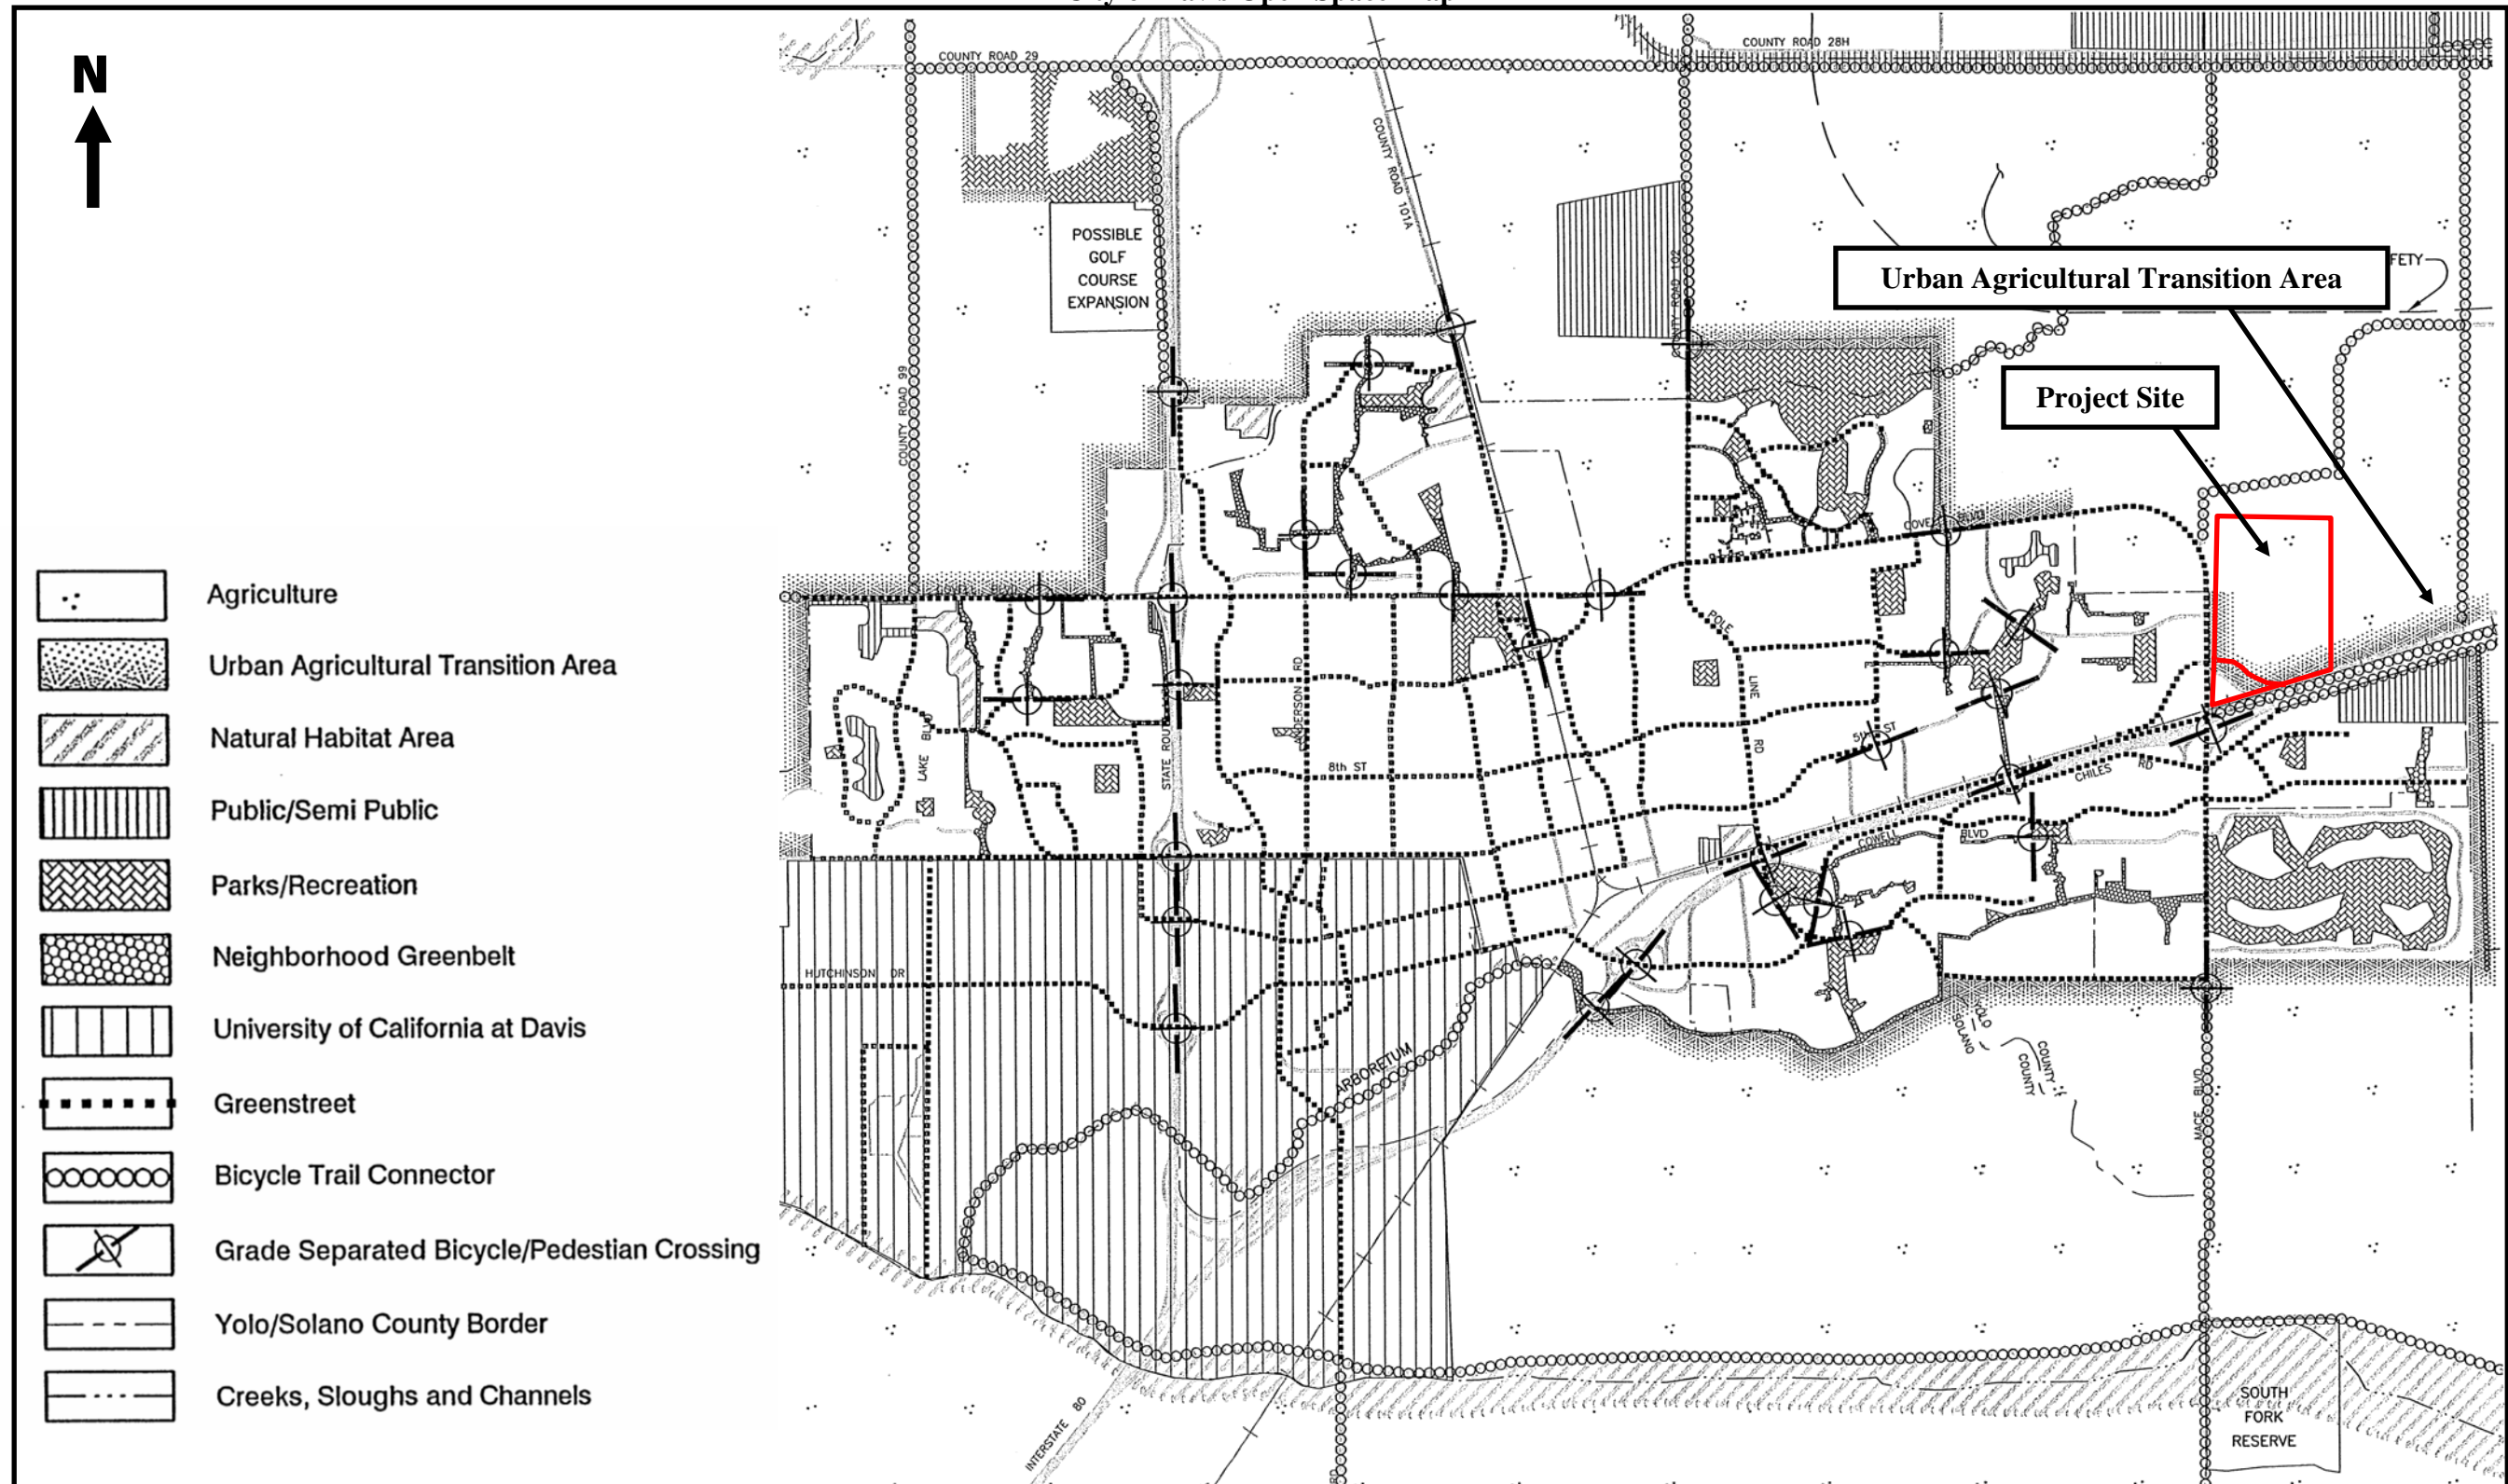 N
COUNTY ROAD 29
COUNTY ROAD 28H
COUNTY ROAD 101A
COUNTY ROAD 102
COUNTY ROAD 99
POSSIBLE
GOLF
COURSE
EXPANSION
Urban Agricultural Transition Area
FETY
Project Site
Agriculture
Urban Agricultural Transition Area
Natural Habitat Area
Public/Semi Public
Parks/Recreation
Neighborhood Greenbelt
University of California at Davis
Greenstreet
Bicycle Trail Connector
Grade Separated Bicycle/Pedestian Crossing
Yolo/Solano County Border
Creeks, Sloughs and Channels
COVE
BLVD
POLE
LINE
RD
ANDERSON RD
LAKE BLVD
8th ST
5th ST
CHILES RD
COWELL
BLVD
HUTCHINSON DR
ARBORETUM
YOLO
SOLANO
COUNTY
COUNTY
MACE BLVD
INTERSTATE 80
SOUTH
FORK
RESERVE